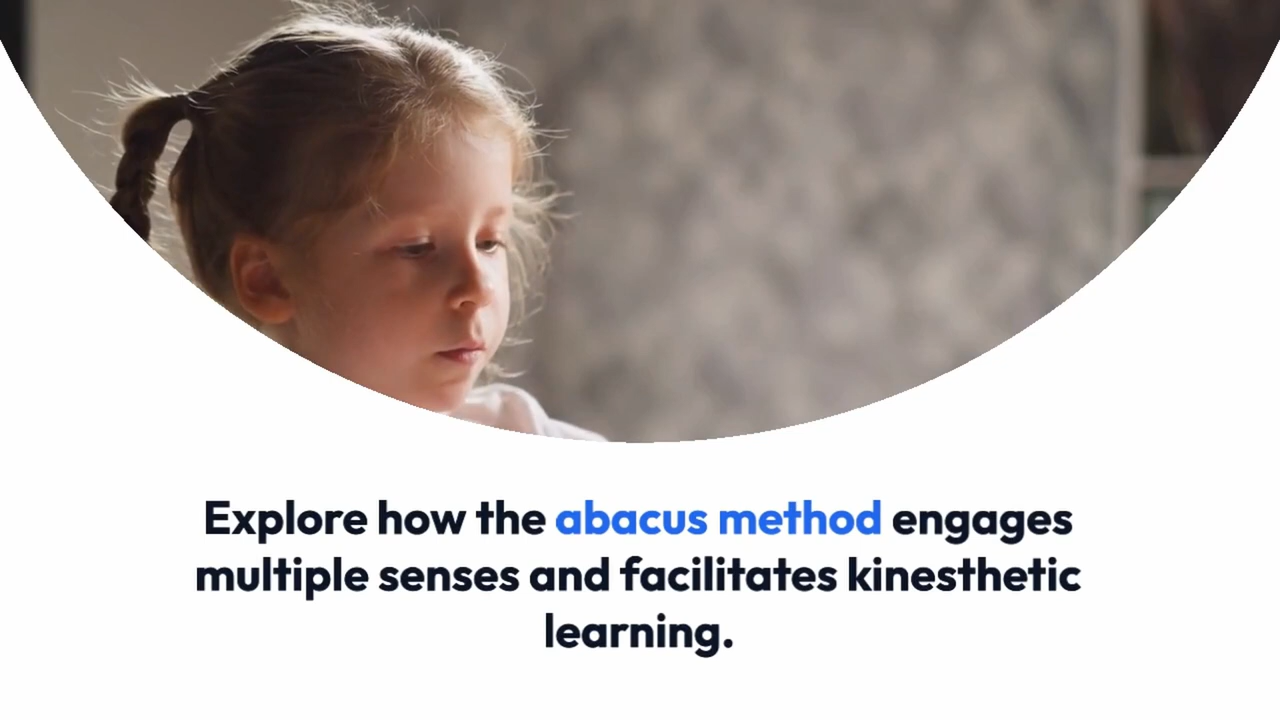 Explore how the abacus method engages
multiple senses and facilitates kinesthetic
learning.